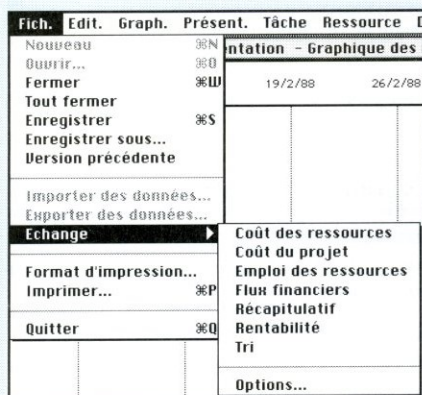 Fich. Edit. Graph. Présent. Tâche Ressource D
ntation - Graphique des
19/2/88 26/2/88
Nouveau ⌘N
Ouvrir... ⌘O
Fermer ⌘W
Tout fermer
Enregistrer ⌘S
Enregistrer sous...
Version précédente
Importer des données...
Exporter des données...
Echange
Format d'impression...
Imprimer... ⌘P
Quitter ⌘Q
Coût des ressources
Coût du projet
Emploi des ressources
Flux financiers
Récapitulatif
Rentabilité
Tri
Options...